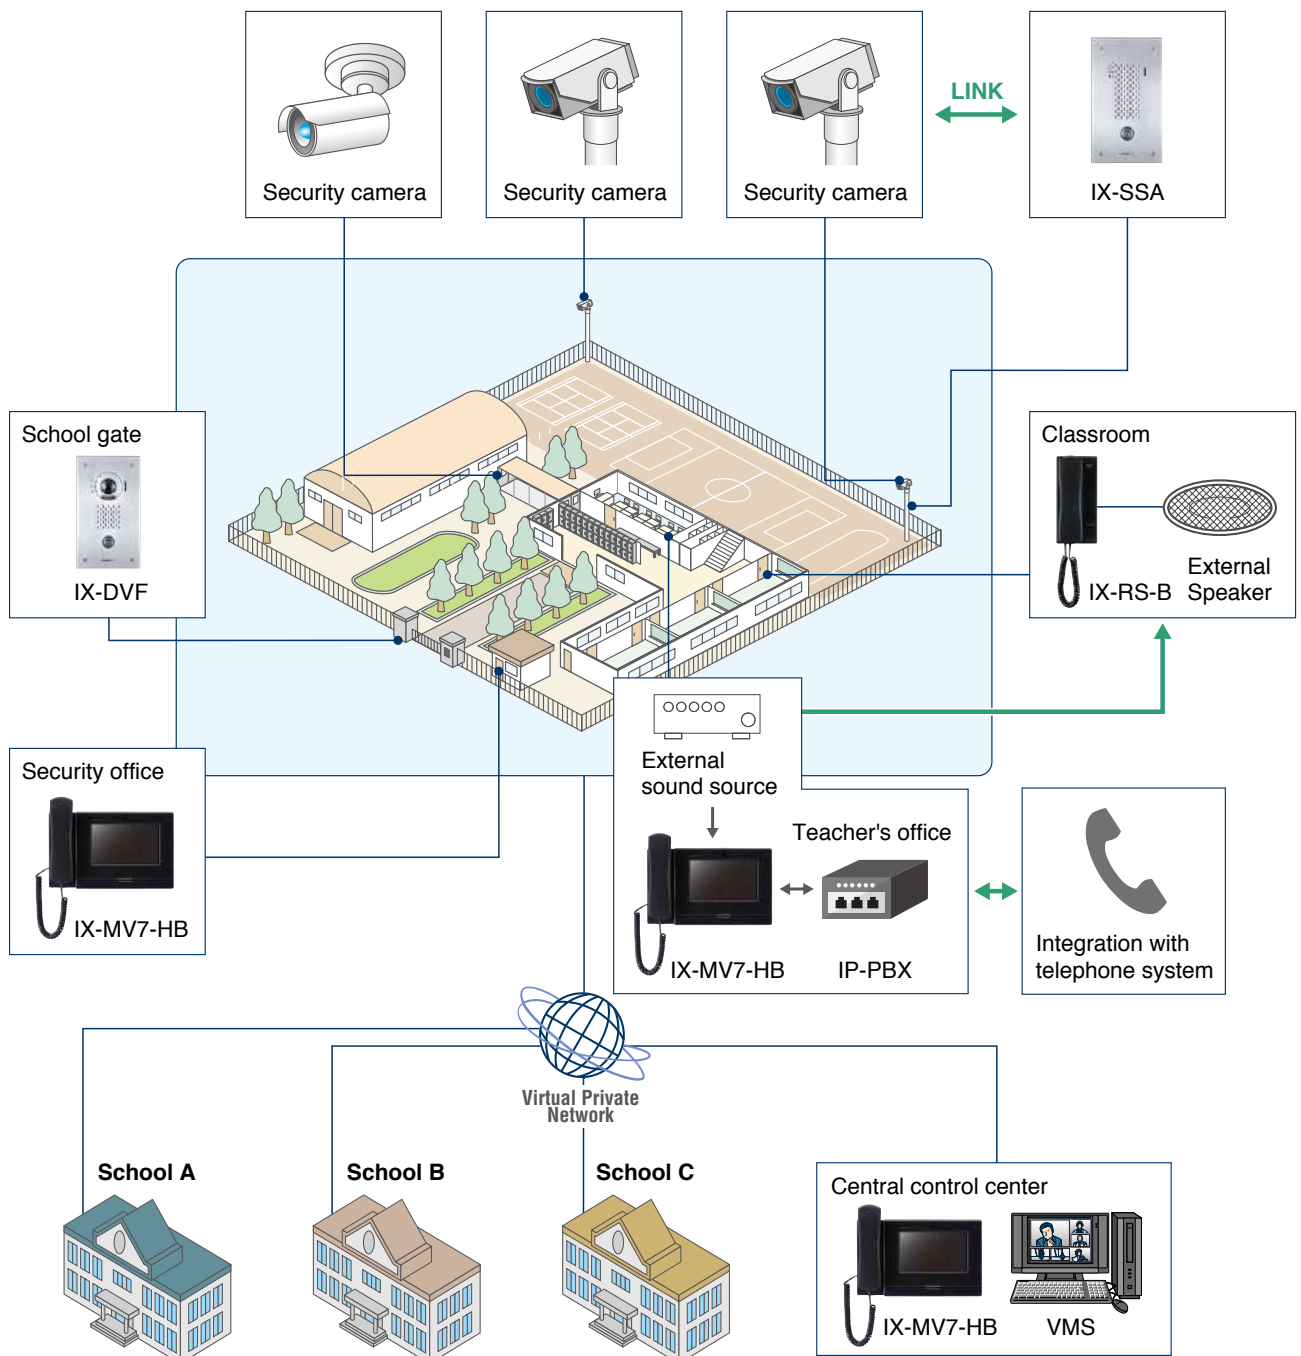 Security camera
Security camera
Security camera
LINK
IX-SSA
School gate
IX-DVF
Classroom
IX-RS-B
External
Speaker
Security office
IX-MV7-HB
External
sound source
Teacher's office
IX-MV7-HB
IP-PBX
Integration with
telephone system
Virtual Private
Network
School A
School B
School C
Central control center
IX-MV7-HB
VMS